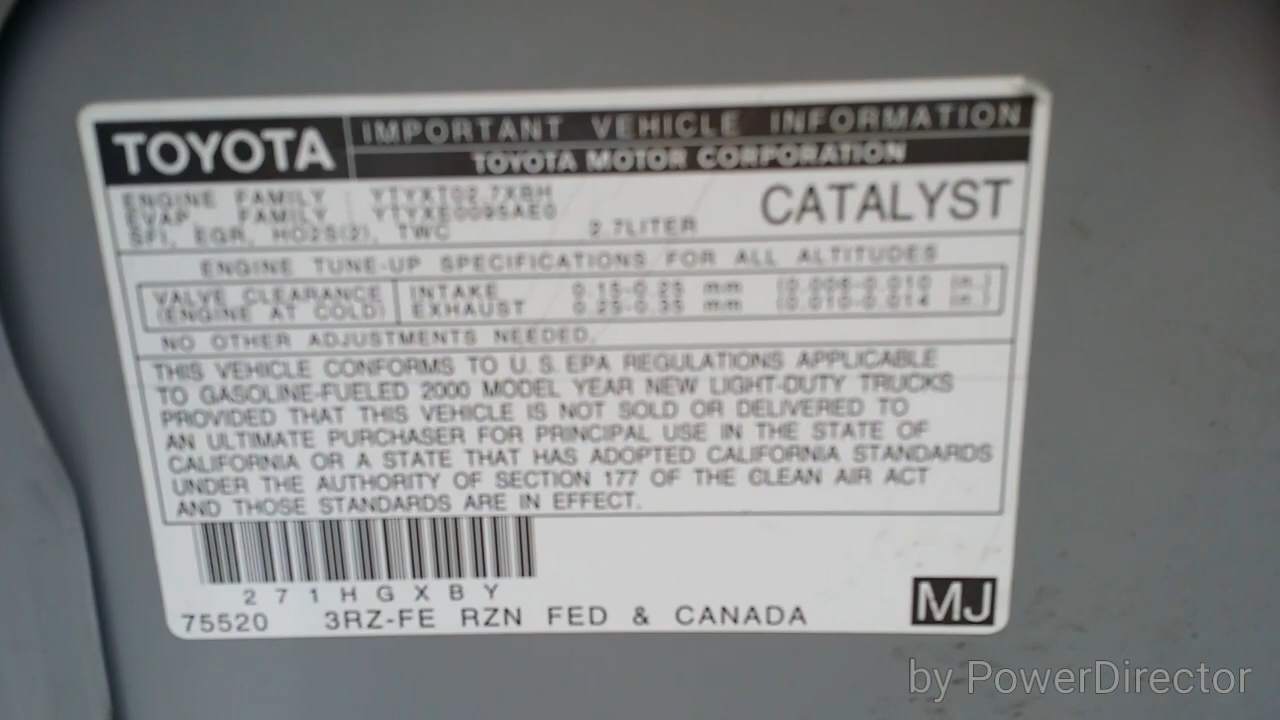 TOYOTA
IMPORTANT VEHICLE INFORMATION
TOYOTA MOTOR CORPORATION
ENGINE FAMILY YTYXT02.7XBH
EVAP. FAMILY YTYXE0095AE0
SFI, EGR, HO2S(2), TWC 2.7LITER
CATALYST
ENGINE TUNE-UP SPECIFICATIONS FOR ALL ALTITUDES
VALVE CLEARANCE INTAKE 0.15-0.25 mm (0.006-0.010 in.)
(ENGINE AT COLD) EXHAUST 0.25-0.35 mm (0.010-0.014 in.)
NO OTHER ADJUSTMENTS NEEDED.
THIS VEHICLE CONFORMS TO U.S. EPA REGULATIONS APPLICABLE
TO GASOLINE-FUELED 2000 MODEL YEAR NEW LIGHT-DUTY TRUCKS
PROVIDED THAT THIS VEHICLE IS NOT SOLD OR DELIVERED TO
AN ULTIMATE PURCHASER FOR PRINCIPAL USE IN THE STATE OF
CALIFORNIA OR A STATE THAT HAS ADOPTED CALIFORNIA STANDARDS
UNDER THE AUTHORITY OF SECTION 177 OF THE CLEAN AIR ACT
AND THOSE STANDARDS ARE IN EFFECT.
271HGXBY
75520 3RZ-FE RZN FED & CANADA
MJ
by PowerDirector